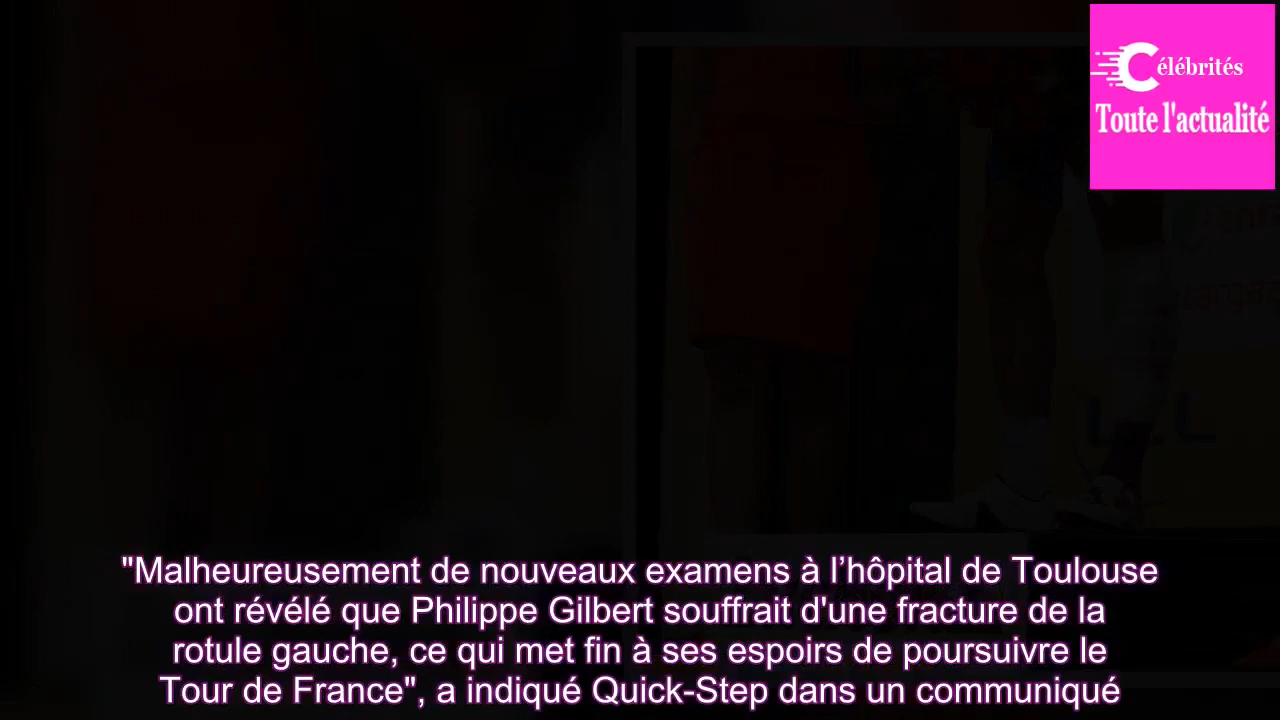 Célébrités
Toute l'actualité
"Malheureusement de nouveaux examens à l’hôpital de Toulouse
ont révélé que Philippe Gilbert souffrait d'une fracture de la
rotule gauche, ce qui met fin à ses espoirs de poursuivre le
Tour de France", a indiqué Quick-Step dans un communiqué